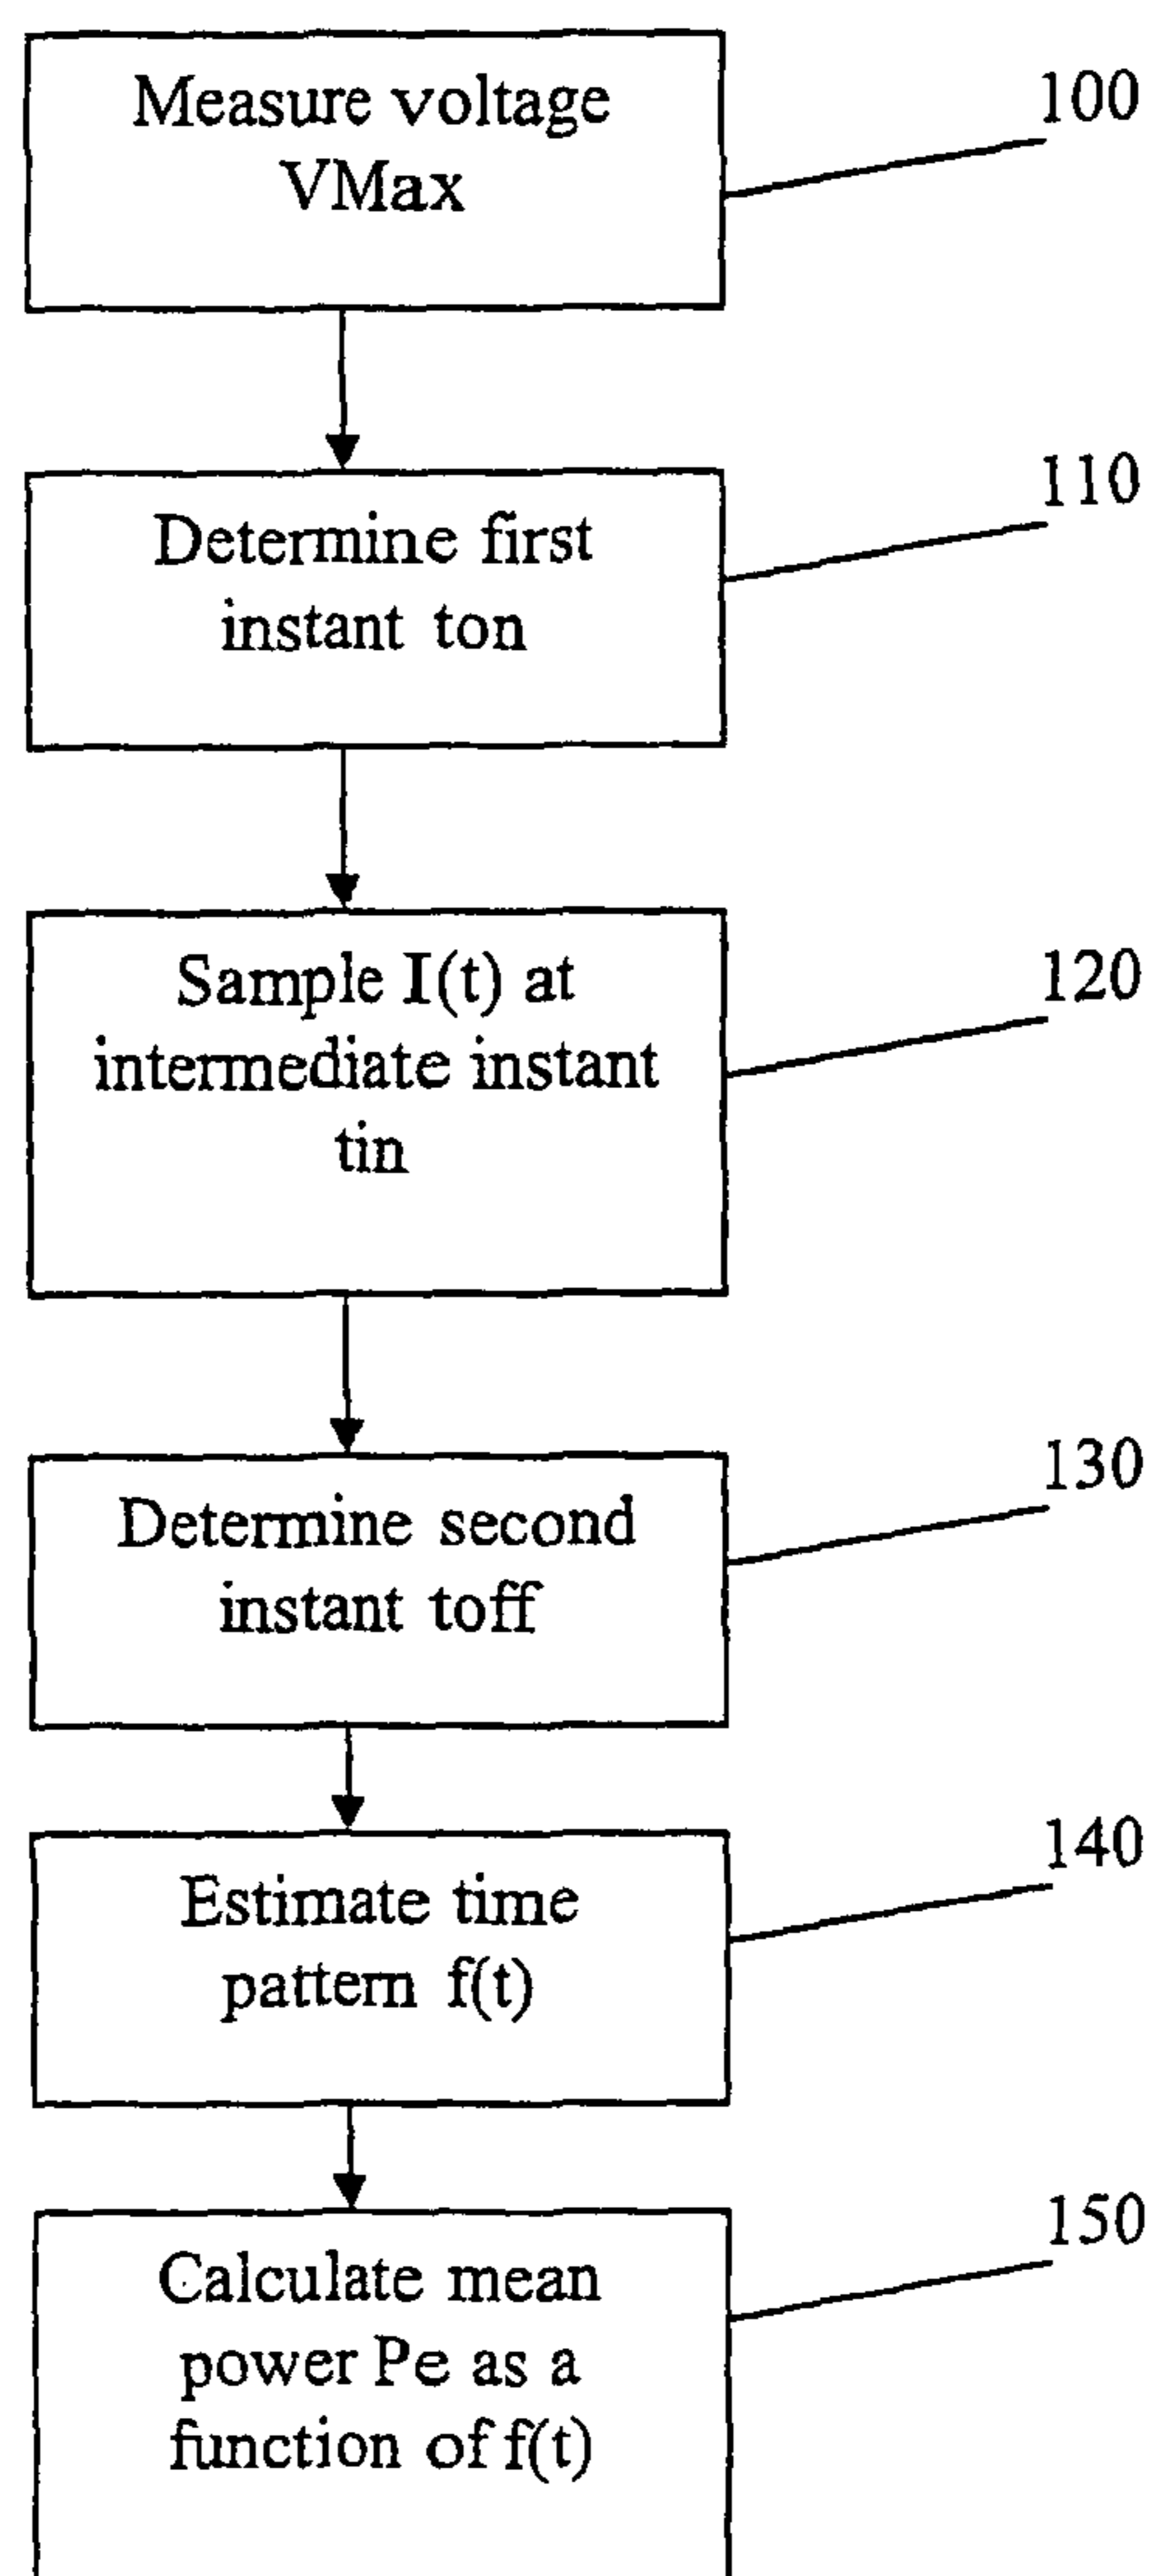 Measure voltage
VMax
100
Determine first
instant ton
110
Sample I(t) at
intermediate instant
tin
120
Determine second
instant toff
130
Estimate time
pattern f(t)
140
Calculate mean
power Pe as a
function of f(t)
150